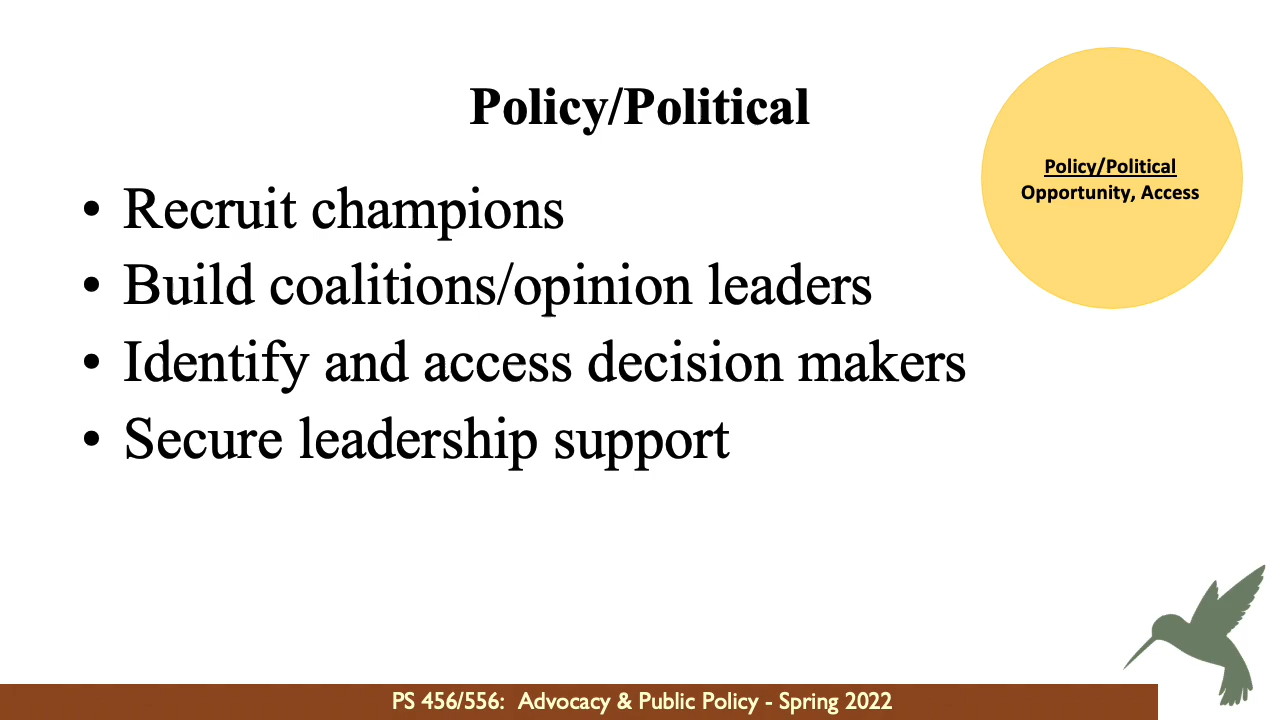 Policy/Political
• Recruit champions
• Build coalitions/opinion leaders
• Identify and access decision makers
• Secure leadership support
Policy/Political
Opportunity, Access
PS 456/556:  Advocacy & Public Policy - Spring 2022